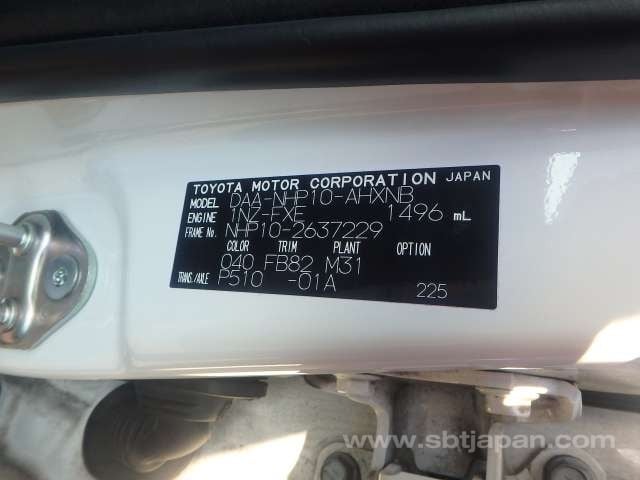 TOYOTA MOTOR CORPORATION JAPAN
MODEL DAA-NHP10-AHXNB
ENGINE 1NZ-FXE 1496 mL
FRAME No. NHP10-2637229
COLOR TRIM PLANT OPTION
040 FB82 M31
TRANS./AXLE P510 -01A 225
www.sbtjapan.com